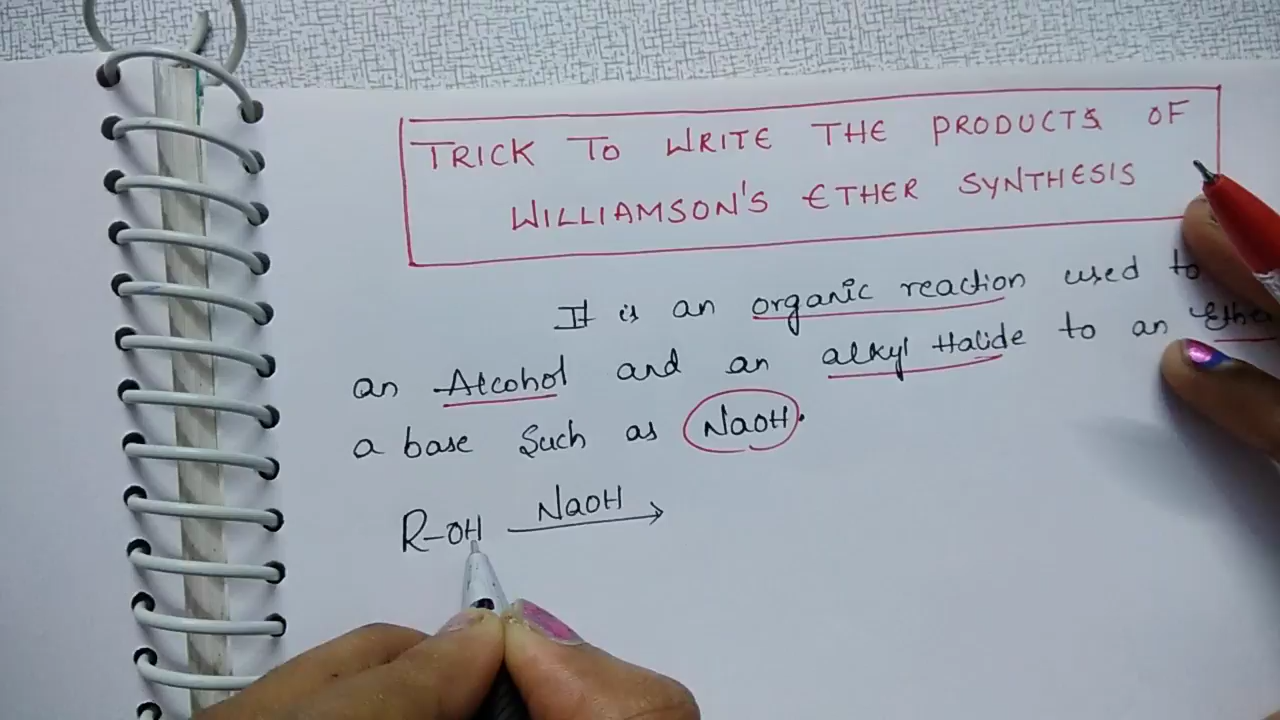 TRICK TO WRITE THE PRODUCTS OF
WILLIAMSON'S ETHER SYNTHESIS
It is an organic reaction used to
an Alcohol and an alkyl Halide to an
a base such as NaOH.
R-OH NaOH →